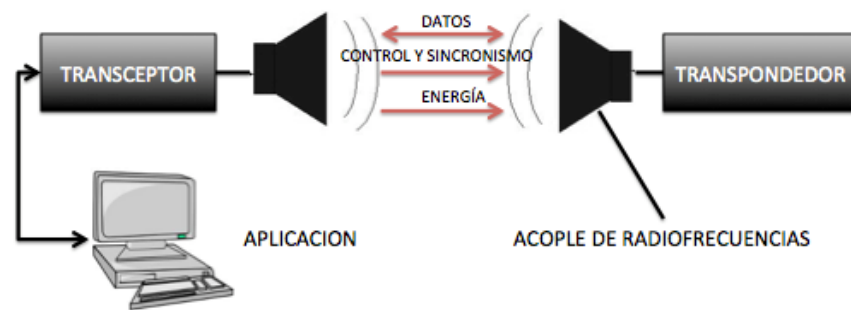 DATOS
CONTROL Y SINCRONISMO
ENERGÍA
TRANSCEPTOR
TRANSPONDEDOR
APLICACION
ACOPLE DE RADIOFRECUENCIAS